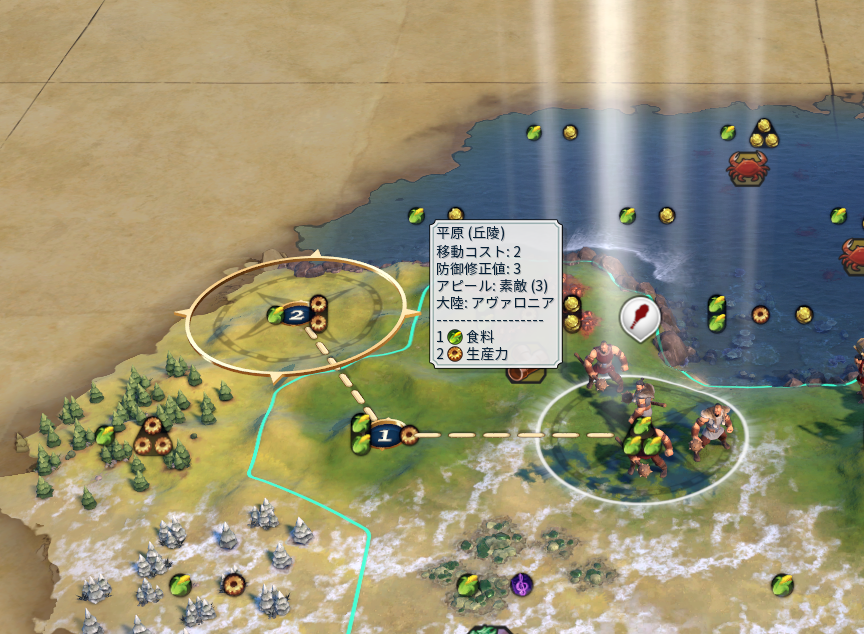 平原 (丘陵)
移動コスト: 2
防御修正値: 3
アピール: 素敵 (3)
大陸: アヴァロニア
--------------------
1 食料
2 生産力
2
1